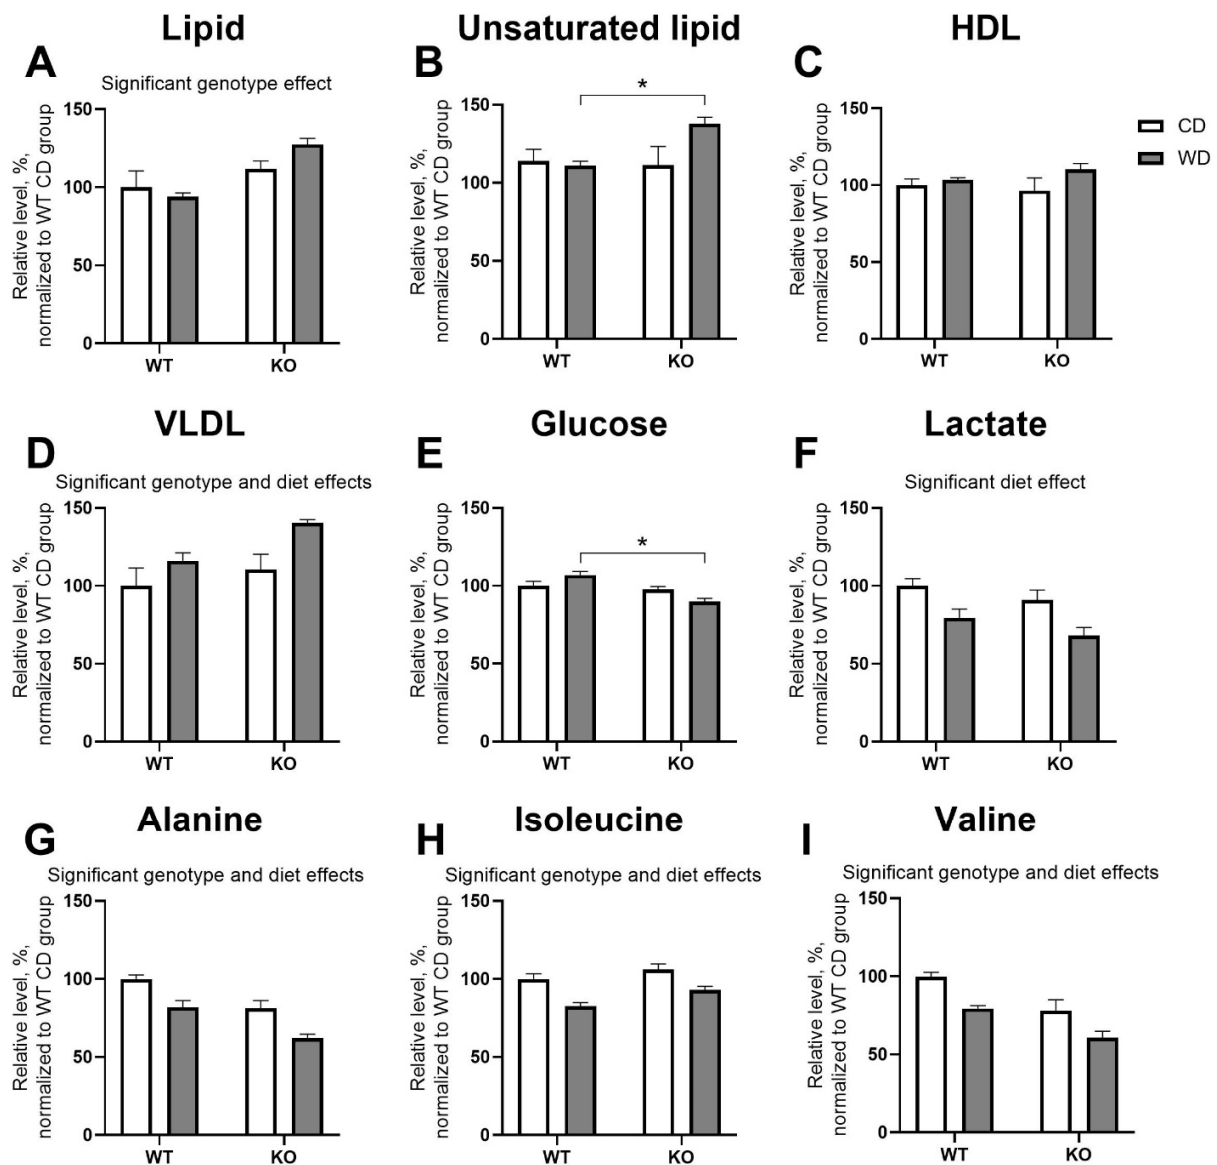 Lipid
A
Significant genotype effect
Relative level, %,
normalized to WT CD group
150
100
50
0
WT
KO
Unsaturated lipid
B
*
Relative level, %,
normalized to WT CD group
150
100
50
0
WT
KO
HDL
C
Relative level, %,
normalized to WT CD group
150
100
50
0
WT
KO
CD
WD
VLDL
D
Significant genotype and diet effects
Relative level, %,
normalized to WT CD group
150
100
50
0
WT
KO
Glucose
E
*
Relative level, %,
normalized to WT CD group
150
100
50
0
WT
KO
Lactate
F
Significant diet effect
Relative level, %,
normalized to WT CD group
150
100
50
0
WT
KO
Alanine
G
Significant genotype and diet effects
Relative level, %,
normalized to WT CD group
150
100
50
0
WT
KO
Isoleucine
H
Significant genotype and diet effects
Relative level, %,
normalized to WT CD group
150
100
50
0
WT
KO
Valine
I
Significant genotype and diet effects
Relative level, %,
normalized to WT CD group
150
100
50
0
WT
KO